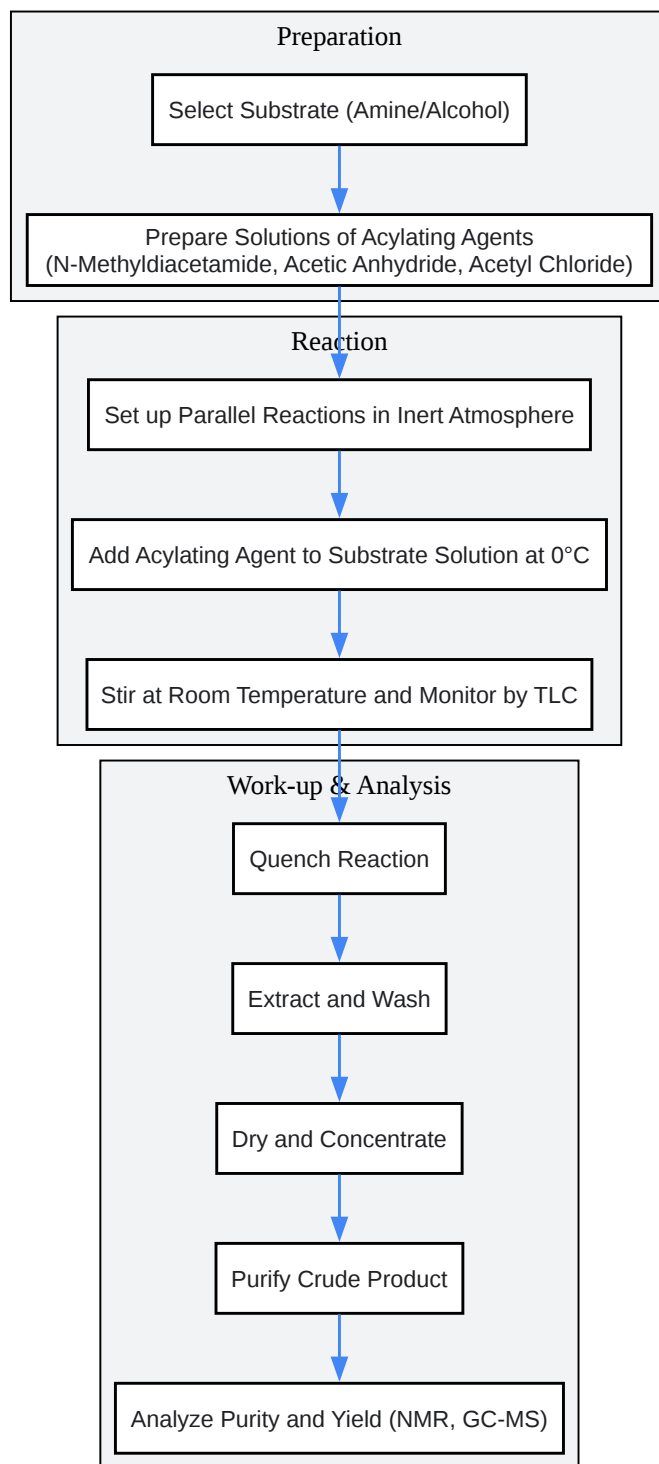 Preparation
Select Substrate (Amine/Alcohol)
Prepare Solutions of Acylating Agents
(N-Methyldiacetamide, Acetic Anhydride, Acetyl Chloride)
Reaction
Set up Parallel Reactions in Inert Atmosphere
Add Acylating Agent to Substrate Solution at 0°C
Stir at Room Temperature and Monitor by TLC
Work-up & Analysis
Quench Reaction
Extract and Wash
Dry and Concentrate
Purify Crude Product
Analyze Purity and Yield (NMR, GC-MS)